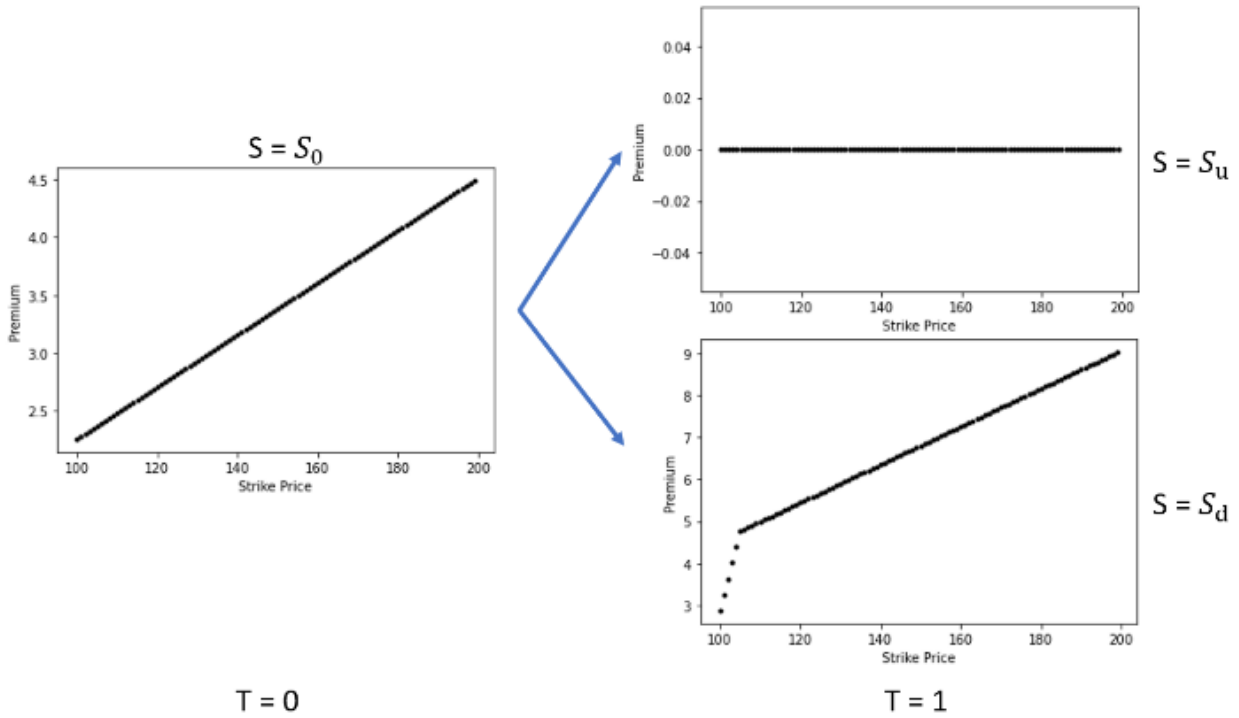 S = S₀
4.5
4.0
3.5
3.0
2.5
Premium
100 120 140 160 180 200
Strike Price
T = 0
0.04
0.02
0.00
−0.02
−0.04
Premium
100 120 140 160 180 200
Strike Price
S = Sᵤ
9
8
7
6
5
4
3
Premium
100 120 140 160 180 200
Strike Price
S = S_d
T = 1